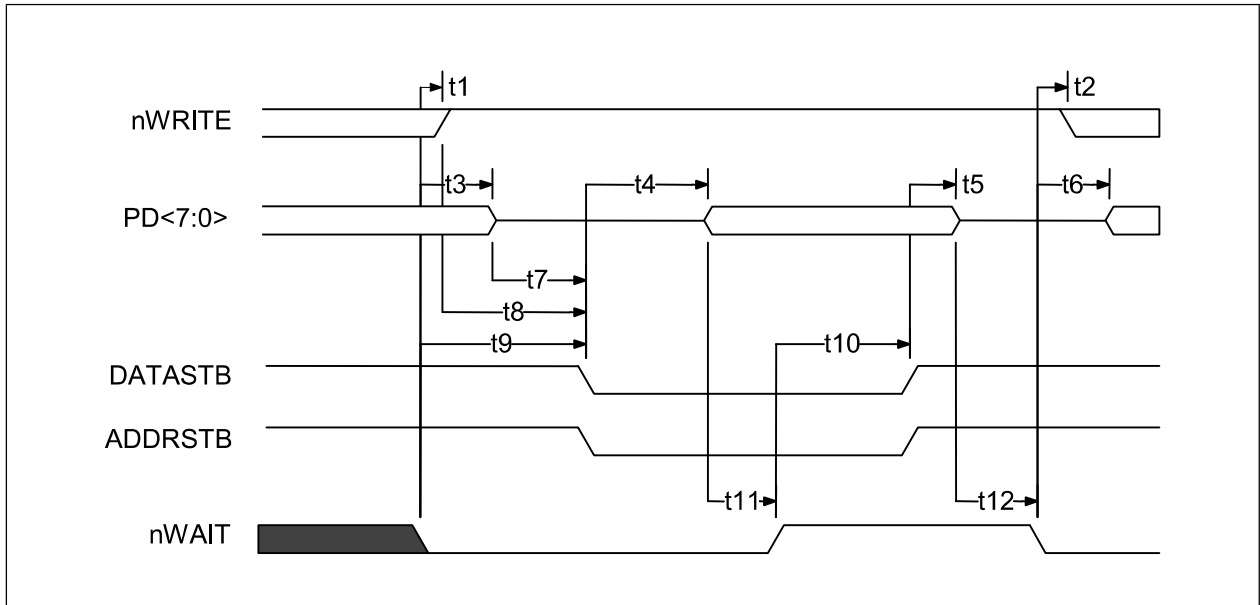 t1
t2
nWRITE
t3
t4
t5
t6
PD<7:0>
t7
t8
t9
t10
DATASTB
ADDRSTB
t11
t12
nWAIT